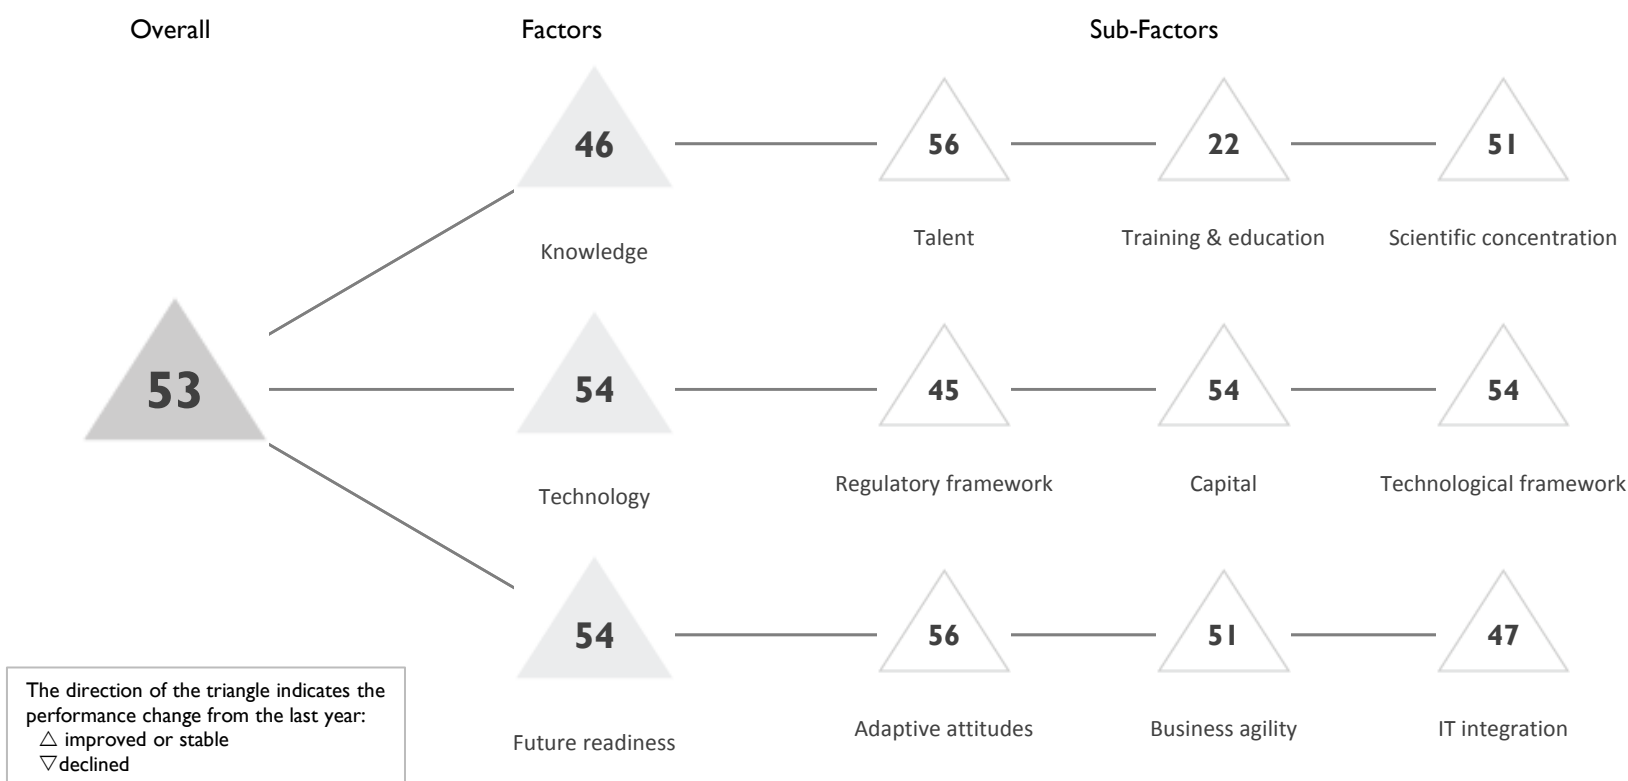 Overall Factors Sub-Factors
46 56 22 51
Knowledge Talent Training & education Scientific concentration
53 54 45 54 54
Technology Regulatory framework Capital Technological framework
54 56 51 47
Future readiness Adaptive attitudes Business agility IT integration
The direction of the triangle indicates the
performance change from the last year:
△ improved or stable
▽declined